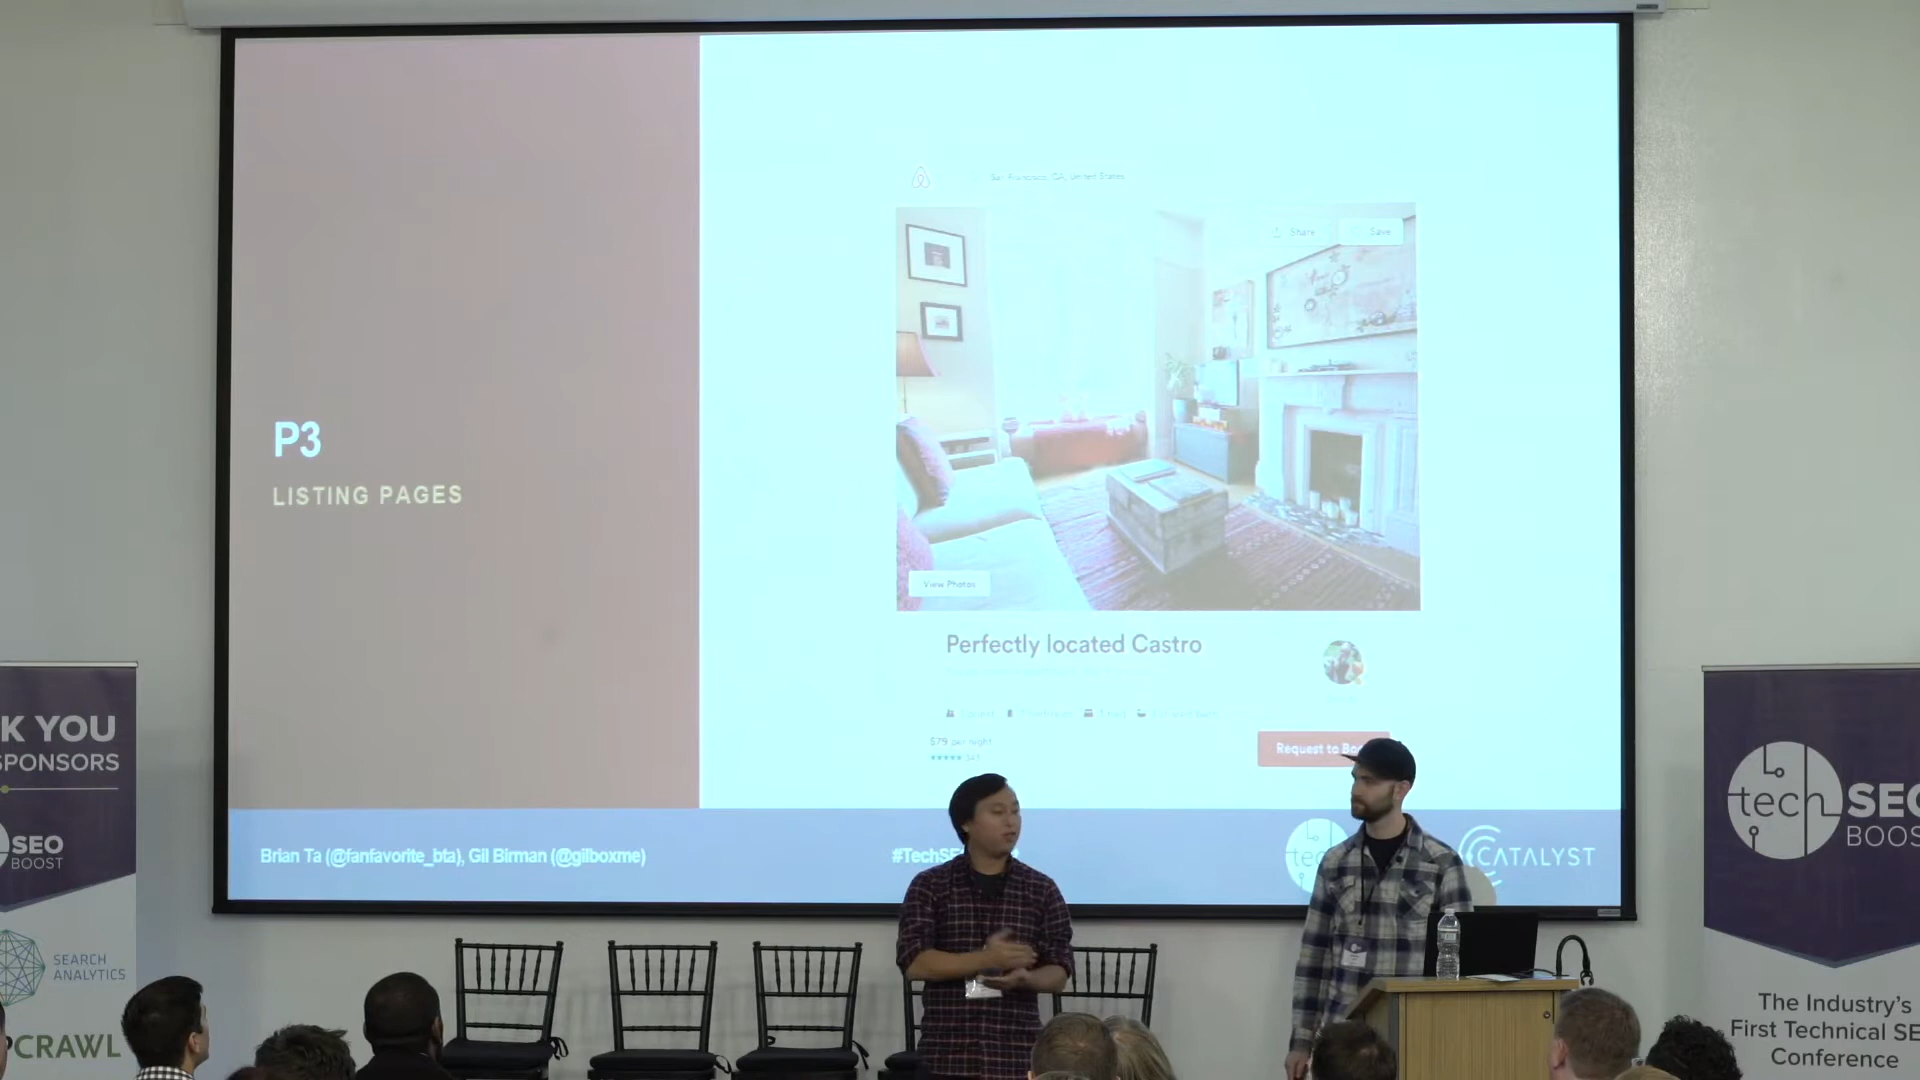 San Francisco, CA, United States
Share
Save
View Photos
P3
LISTING PAGES
Perfectly located Castro
$79 per night
Request to Boo
Brian Ta (@fanfavorite_bta), Gil Birman (@gilboxme)
#TechSE
tec
CATALYST
K YOU
SPONSORS
SEO
BOOST
SEARCH
ANALYTICS
PCRAWL
tech
SEO
BOOS
The Industry's
First Technical SE
Conference